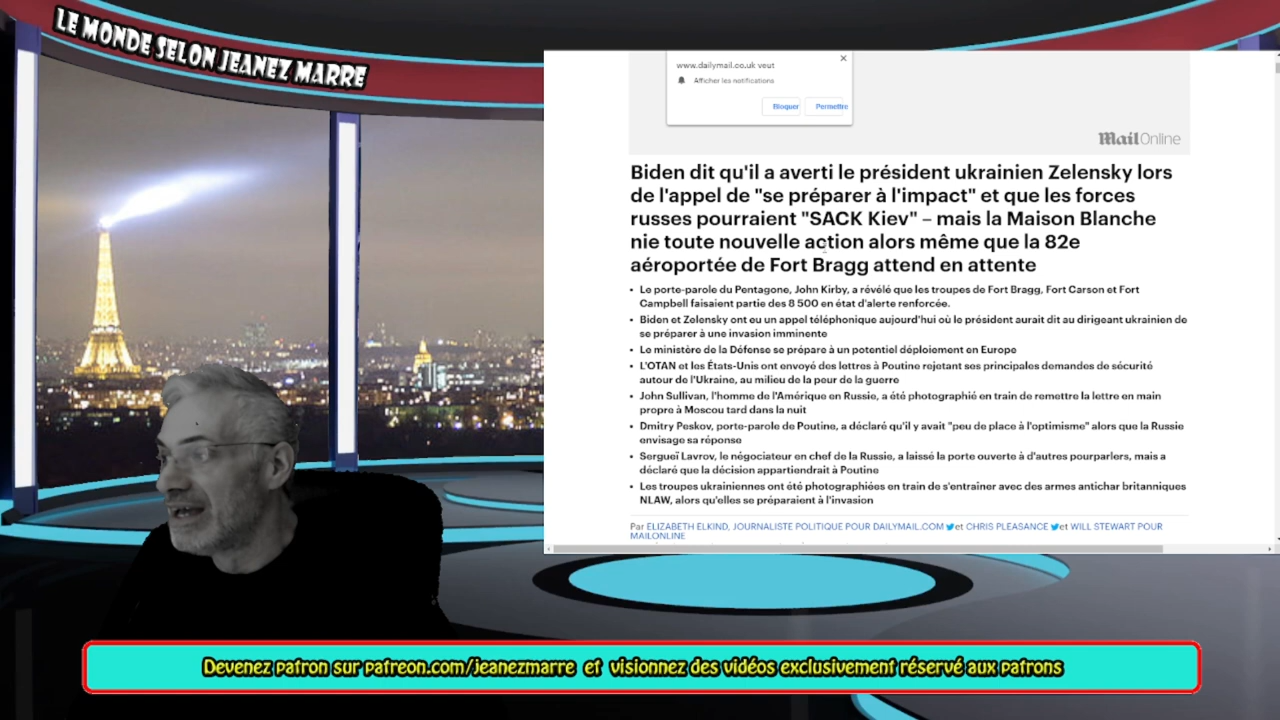 LE MONDE SELON JEANEZ MARRE
www.dailymail.co.uk veut
Afficher les notifications
Bloquer Permettre
MailOnline
Biden dit qu'il a averti le président ukrainien Zelensky lors
de l'appel de "se préparer à l'impact" et que les forces
russes pourraient "SACK Kiev" – mais la Maison Blanche
nie toute nouvelle action alors même que la 82e
aéroportée de Fort Bragg attend en attente
• Le porte-parole du Pentagone, John Kirby, a révélé que les troupes de Fort Bragg, Fort Carson et Fort
Campbell faisaient partie des 8 500 en état d'alerte renforcée.
• Biden et Zelensky ont eu un appel téléphonique aujourd'hui où le président aurait dit au dirigeant ukrainien de
se préparer à une invasion imminente
• Le ministère de la Défense se prépare à un potentiel déploiement en Europe
• L'OTAN et les États-Unis ont envoyé des lettres à Poutine rejetant ses principales demandes de sécurité
autour de l'Ukraine, au milieu de la peur de la guerre
• John Sullivan, l'homme de l'Amérique en Russie, a été photographié en train de remettre la lettre en main
propre à Moscou tard dans la nuit
• Dmitry Peskov, porte-parole de Poutine, a déclaré qu'il y avait "peu de place à l'optimisme" alors que la Russie
envisage sa réponse
• Sergueï Lavrov, le négociateur en chef de la Russie, a laissé la porte ouverte à d'autres pourparlers, mais a
déclaré que la décision appartiendrait à Poutine
• Les troupes ukrainiennes ont été photographiées en train de s'entraîner avec des armes antichar britanniques
NLAW, alors qu'elles se préparaient à l'invasion
Par ELIZABETH ELKIND, JOURNALISTE POLITIQUE POUR DAILYMAIL.COM et CHRIS PLEASANCE et WILL STEWART POUR
MAILONLINE
Devenez patron sur patreon.com/jeanezmarre et visionnez des vidéos exclusivement réservé aux patrons